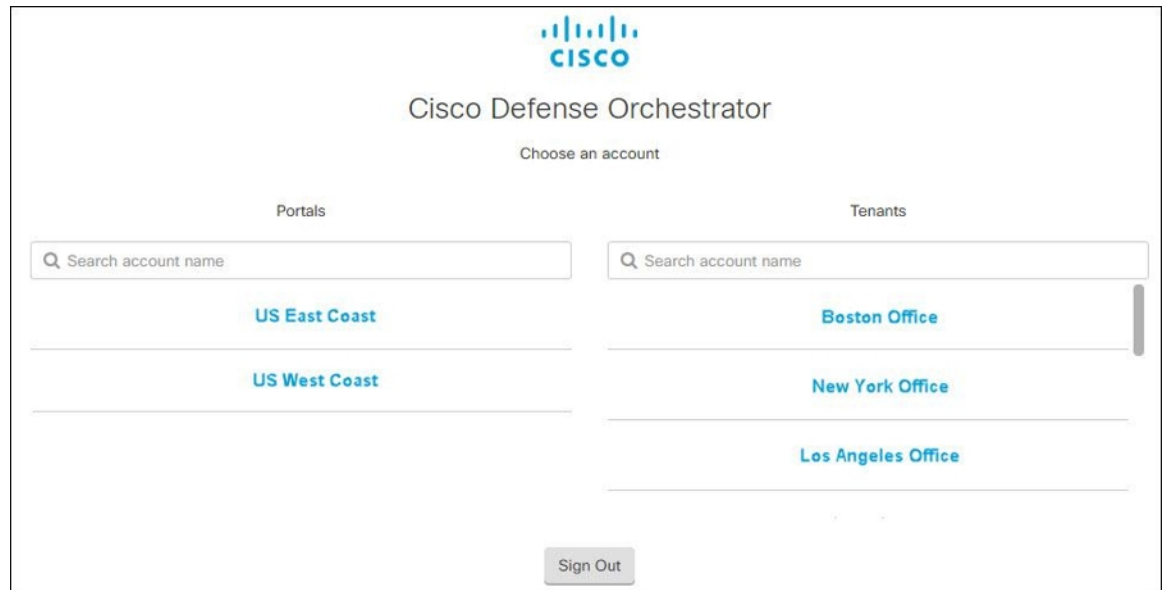 CISCO
Cisco Defense Orchestrator
Choose an account
Portals
Tenants
Search account name
Search account name
US East Coast
Boston Office
US West Coast
New York Office
Los Angeles Office
Sign Out